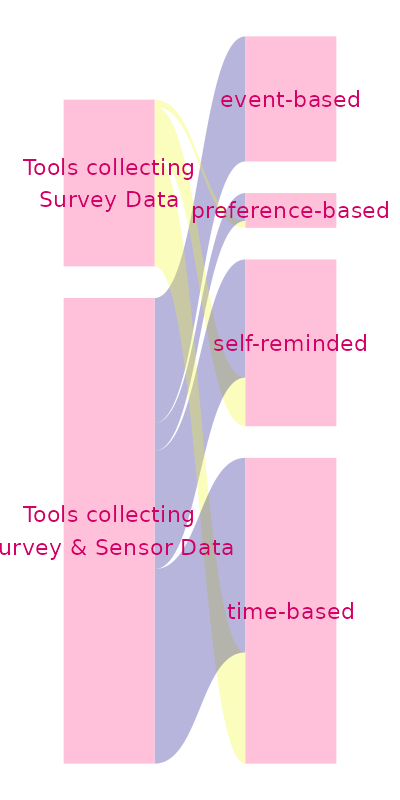 Tools collecting
Survey Data
Tools collecting
urvey & Sensor Data
event-based
preference-based
self-reminded
time-based